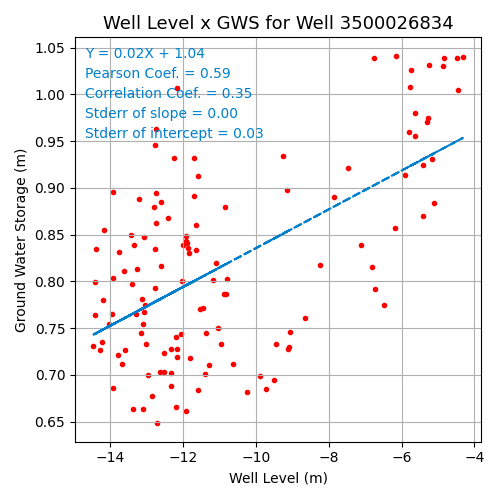 Well Level x GWS for Well 3500026834
Y = 0.02X + 1.04
Pearson Coef. = 0.59
Correlation Coef. = 0.35
Stderr of slope = 0.00
Stderr of intercept = 0.03
Ground Water Storage (m)
1.05
1.00
0.95
0.90
0.85
0.80
0.75
0.70
0.65
−14 −12 −10 −8 −6 −4
Well Level (m)